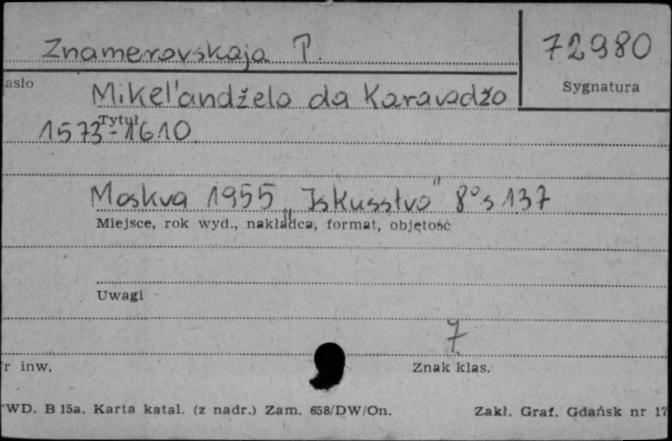 Znamerovskaja T.
72980
asło
Sygnatura
Mikel'andželo da Karavadžo
Tytuł
1573-1610
Moskva 1955 „Iskusstvo" 8° s 137
Miejsce, rok wyd., nakładca, format, objętość
Uwagi
7
r inw.
Znak klas.
WD. B 15a. Karta katal. (z nadr.) Zam. 658/DW/On.
Zakł. Graf. Gdańsk nr 17